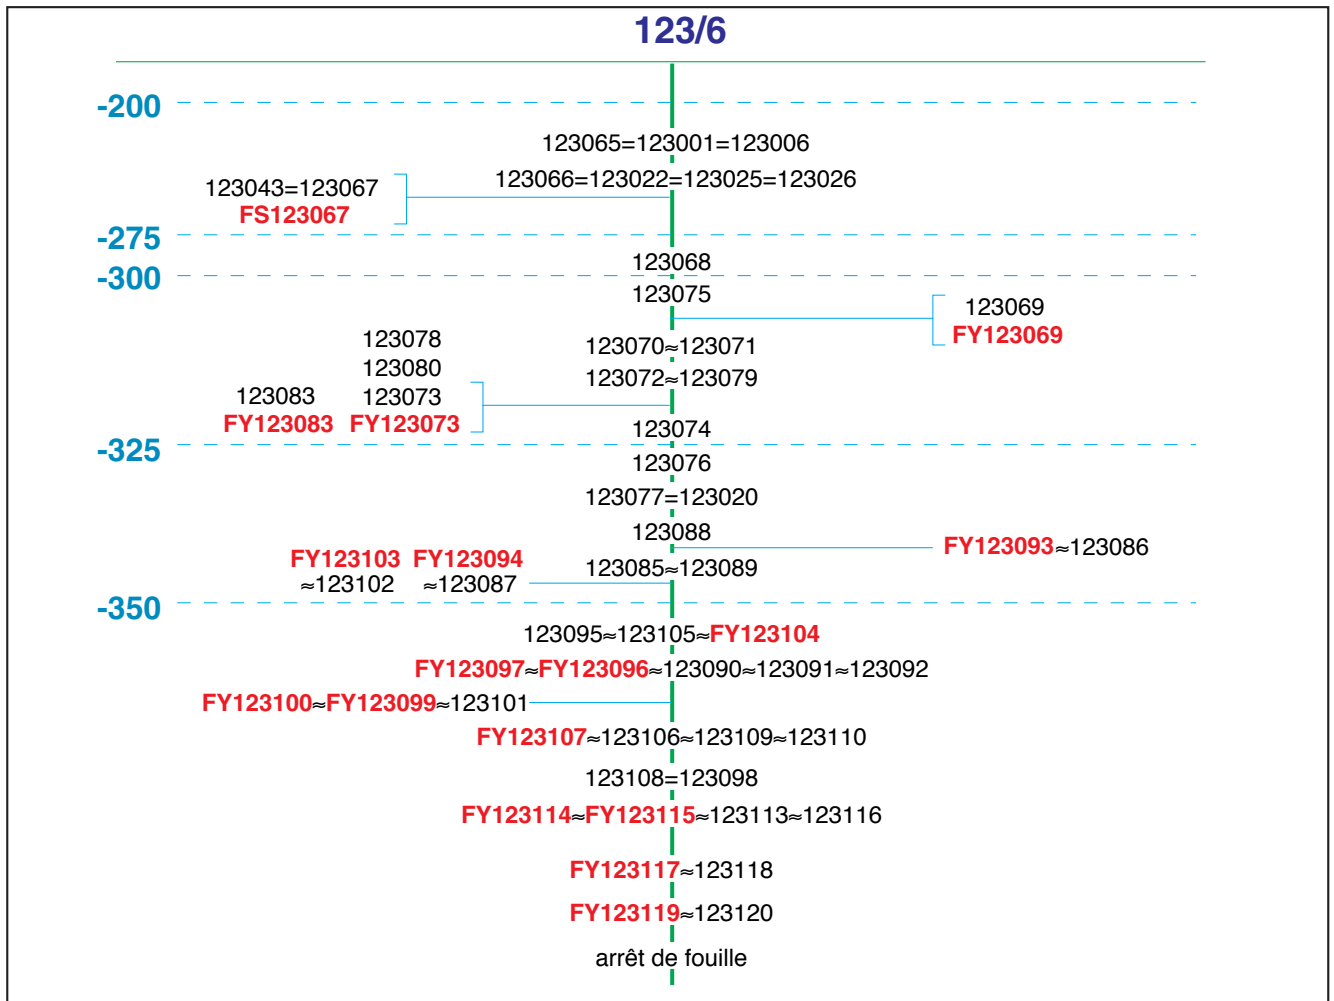 123/6
-200
123065=123001=123006
123066=123022=123025=123026
123043=123067
FS123067
-275
123068
-300
123075
123069
FY123069
123070≈123071
123078
123080
123073
FY123073
123083
FY123083
123072≈123079
123074
-325
123076
123077=123020
123088
FY123093≈123086
FY123103 FY123094
≈123102 ≈123087
123085≈123089
-350
123095≈123105≈FY123104
FY123097≈FY123096≈123090≈123091≈123092
FY123100≈FY123099≈123101
FY123107≈123106≈123109≈123110
123108=123098
FY123114≈FY123115≈123113≈123116
FY123117≈123118
FY123119≈123120
arrêt de fouille